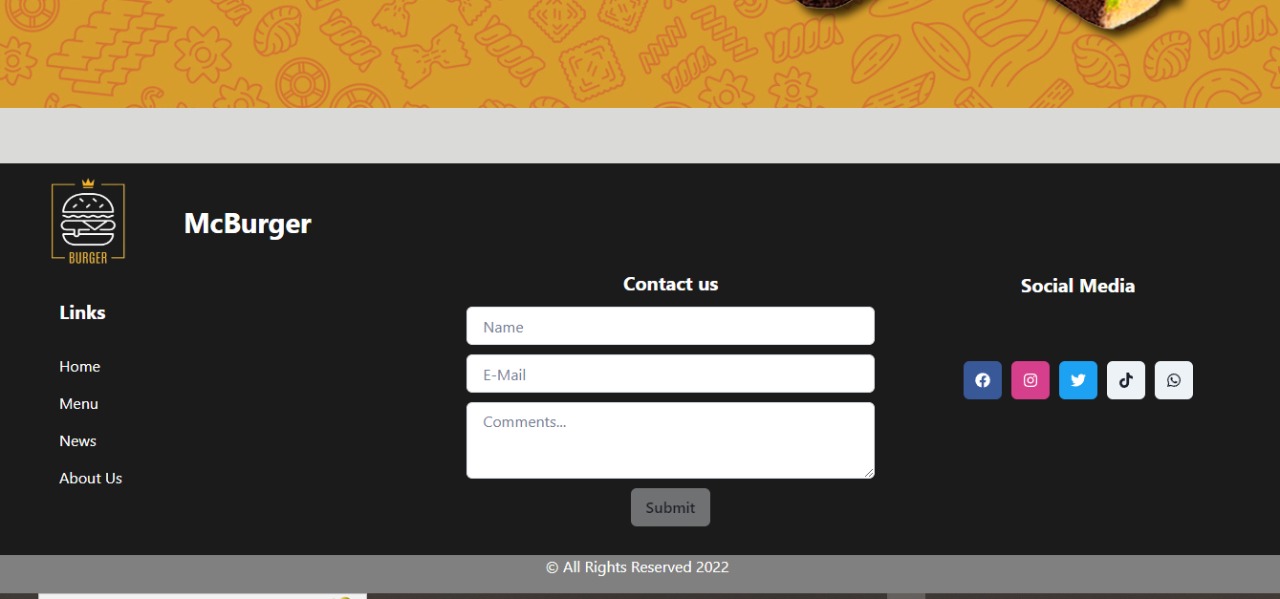 BURGER
McBurger
Links
Home
Menu
News
About Us
Contact us
Name
E-Mail
Comments...
Submit
Social Media
© All Rights Reserved 2022